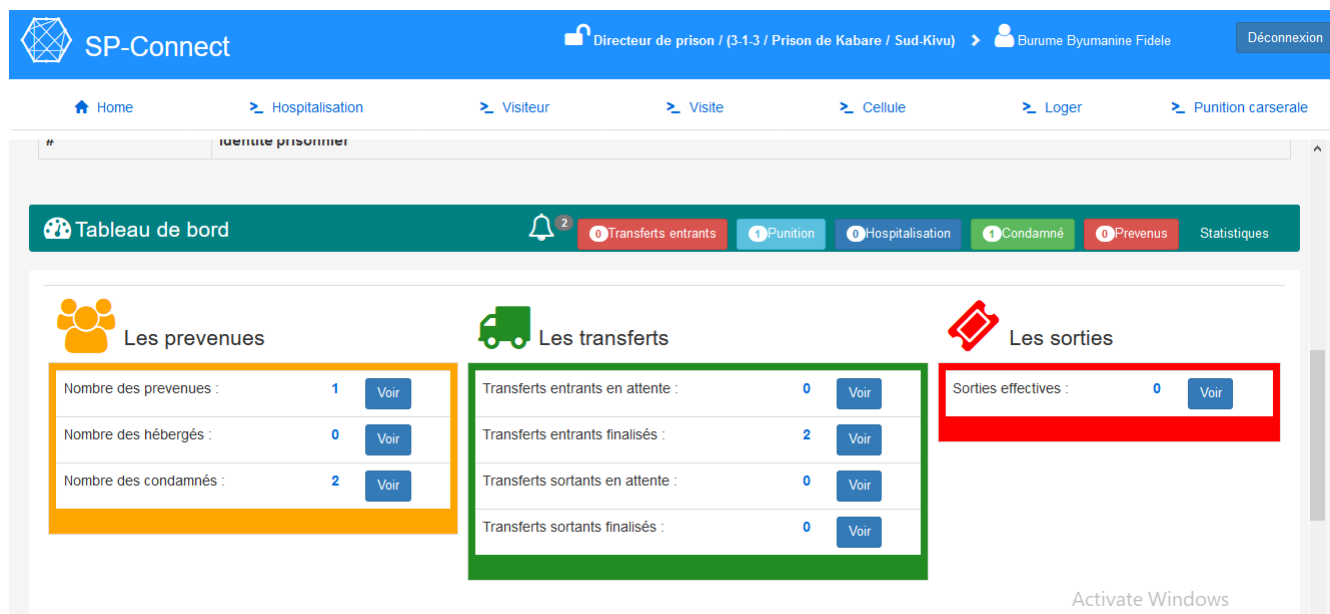 SP-Connect
Directeur de prison / (3-1-3 / Prison de Kabare / Sud-Kivu) > Burume Byumanine Fidele
Déconnexion
Home >_ Hospitalisation >_ Visiteur >_ Visite >_ Cellule >_ Loger >_ Punition carserale
# Identité prisonnier
Tableau de bord 2 0 Transferts entrants 1 Punition 0 Hospitalisation 1 Condamné 0 Prevenus Statistiques
Les prevenues
Nombre des prevenues : 1 Voir
Nombre des hébergés : 0 Voir
Nombre des condamnés : 2 Voir
Les transferts
Transferts entrants en attente : 0 Voir
Transferts entrants finalisés : 2 Voir
Transferts sortants en attente : 0 Voir
Transferts sortants finalisés : 0 Voir
Les sorties
Sorties effectives : 0 Voir
Activate Windows